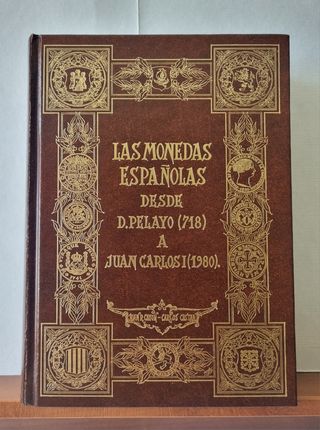 LAS MONEDAS
ESPAÑOLAS
DESDE
D. PELAYO (718)
A
JUAN CARLOS I (1980).